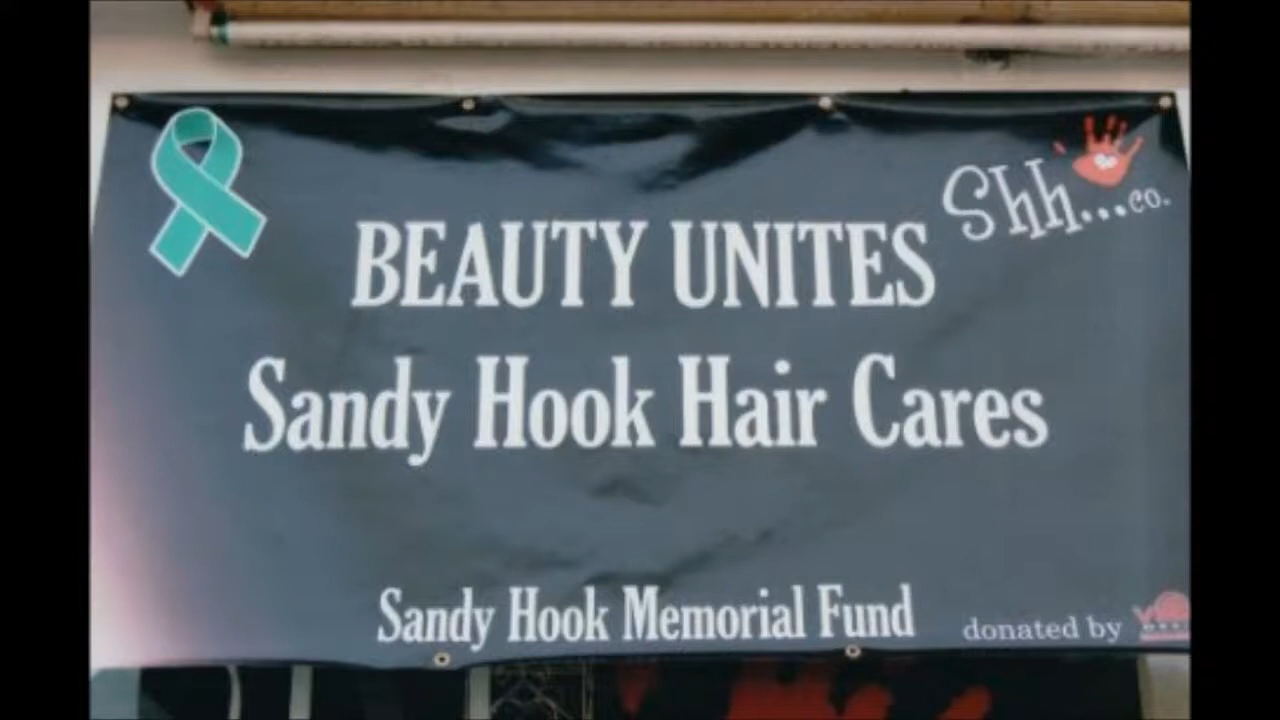 Shh...co.
BEAUTY UNITES
Sandy Hook Hair Cares
Sandy Hook Memorial Fund
donated by